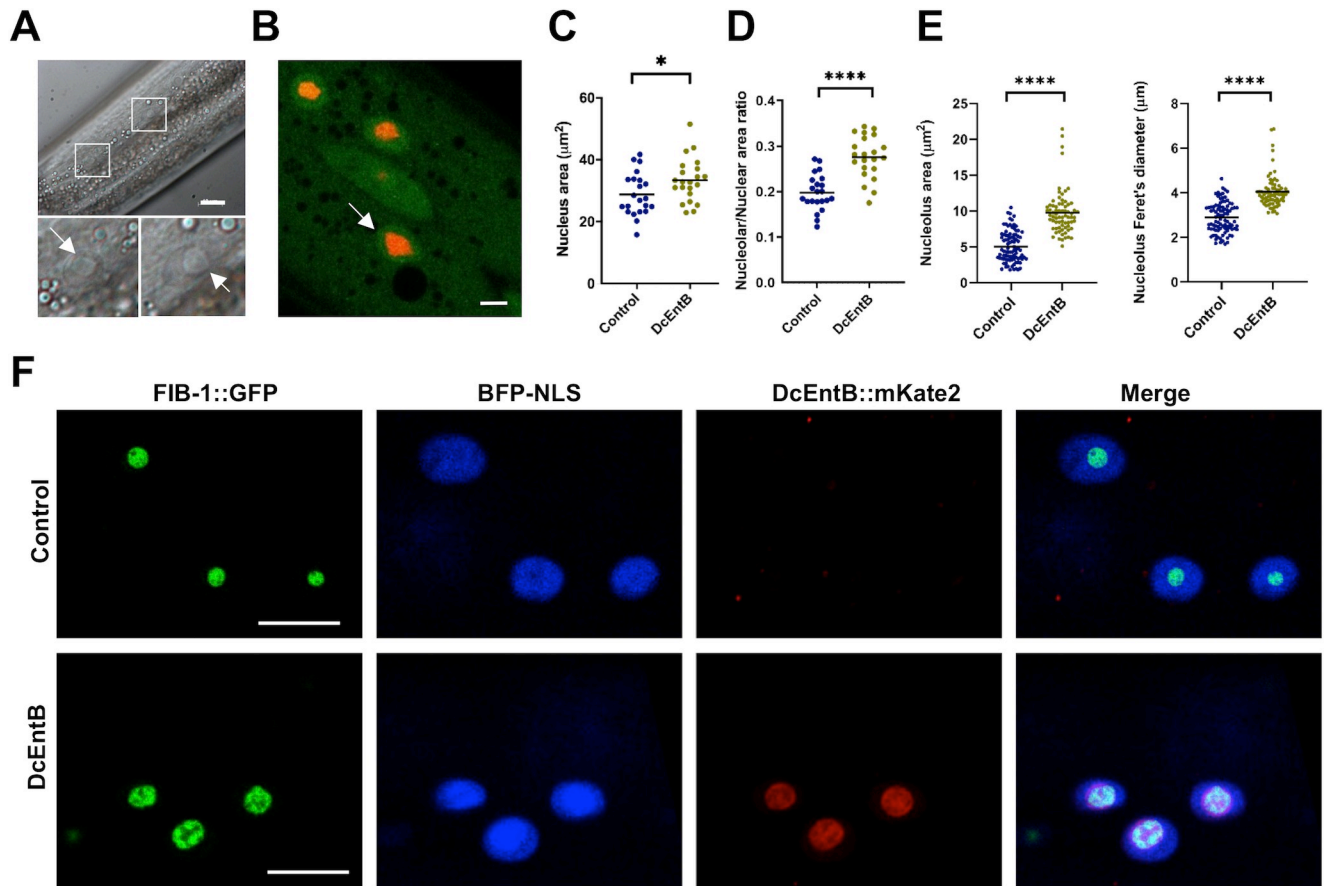 A
B
C
D
E
*
****
****
****
Nucleus area (μm²)
60
40
20
0
Control
DcEntB
Nucleolar/Nuclear area ratio
0.4
0.3
0.2
0.1
0.0
Control
DcEntB
Nucleolus area (μm²)
25
20
15
10
5
0
Control
DcEntB
Nucleolus Feret's diameter (μm)
8
6
4
2
0
Control
DcEntB
F
FIB-1::GFP
BFP-NLS
DcEntB::mKate2
Merge
Control
DcEntB